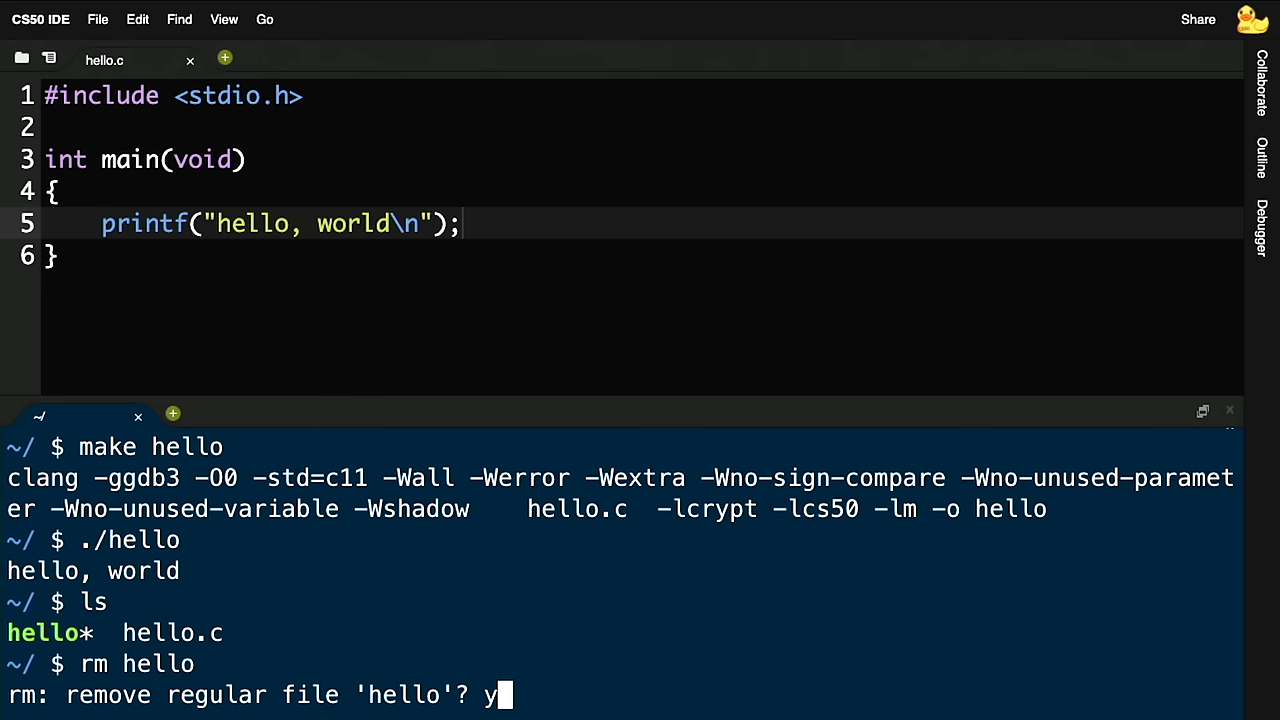 CS50 IDE File Edit Find View Go Share
hello.c
1 #include <stdio.h>
2
3 int main(void)
4 {
5     printf("hello, world\n");
6 }
Collaborate
Outline
Debugger
~/
~/ $ make hello
clang -ggdb3 -O0 -std=c11 -Wall -Werror -Wextra -Wno-sign-compare -Wno-unused-paramet
er -Wno-unused-variable -Wshadow    hello.c  -lcrypt -lcs50 -lm -o hello
~/ $ ./hello
hello, world
~/ $ ls
hello*  hello.c
~/ $ rm hello
rm: remove regular file 'hello'? y